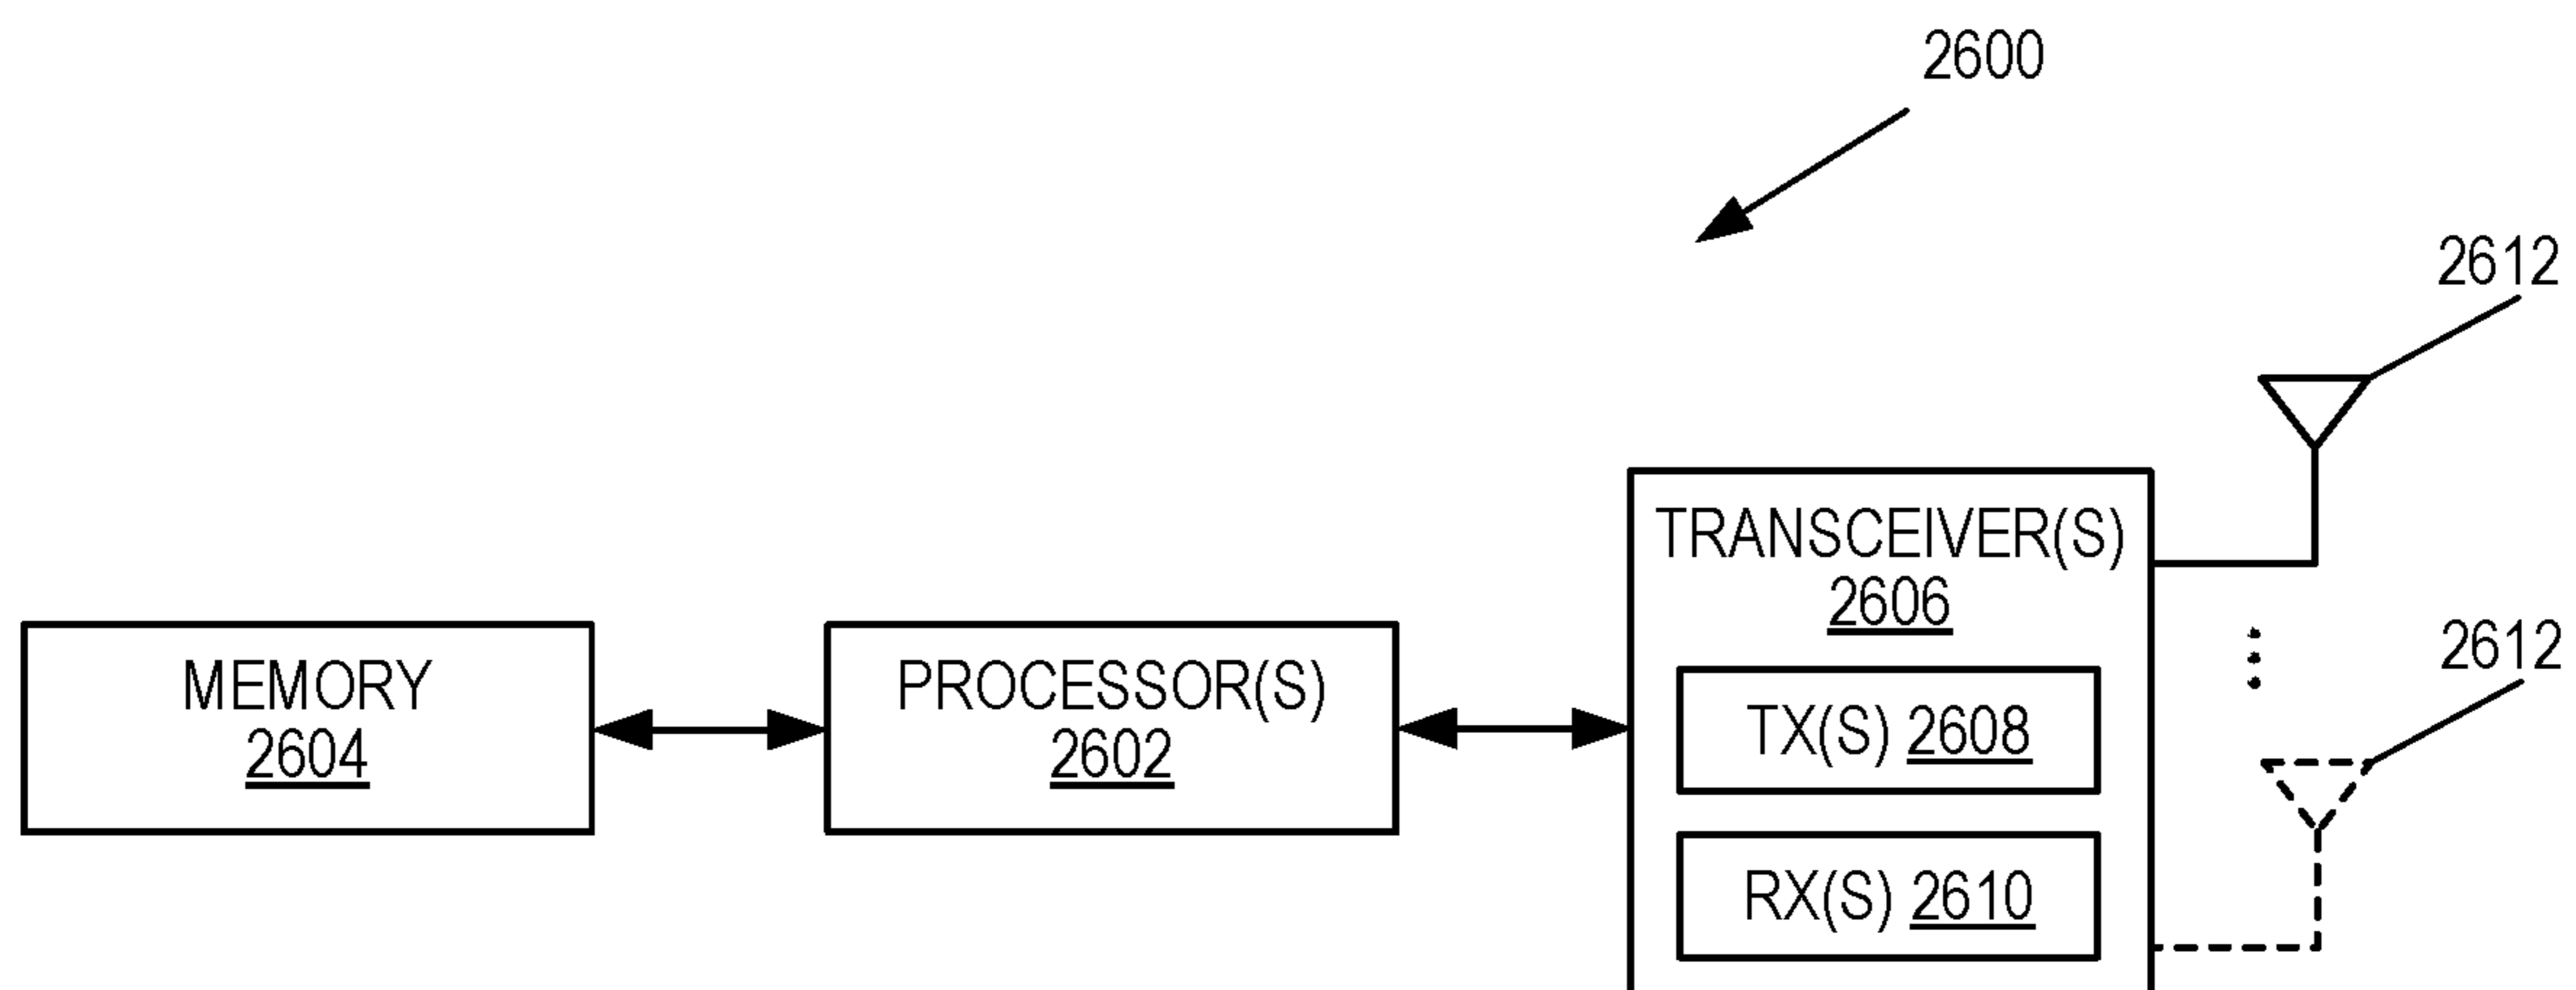 2600
2612
TRANSCEIVER(S)
2606
MEMORY
2604
PROCESSOR(S)
2602
TX(S) 2608
RX(S) 2610
2612